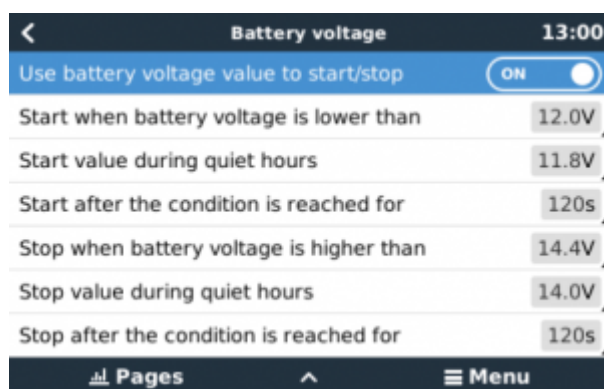 Battery voltage 13:00
Use battery voltage value to start/stop ON
Start when battery voltage is lower than 12.0V
Start value during quiet hours 11.8V
Start after the condition is reached for 120s
Stop when battery voltage is higher than 14.4V
Stop value during quiet hours 14.0V
Stop after the condition is reached for 120s
Pages Menu